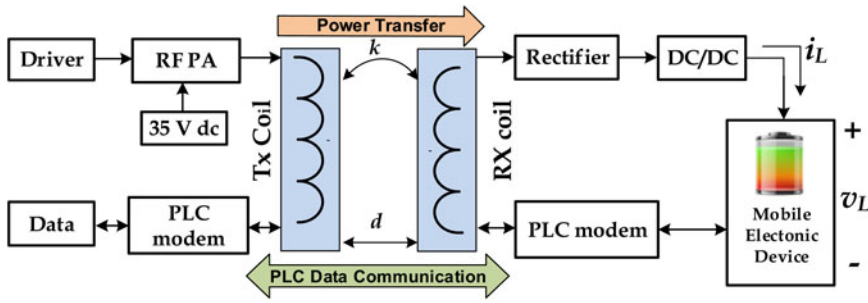 Power Transfer
Driver
RF PA
35 V dc
Tx Coil
k
RX coil
Rectifier
DC/DC
iL
+
vL
-
Mobile
Electonic
Device
Data
PLC
modem
d
PLC modem
PLC Data Communication